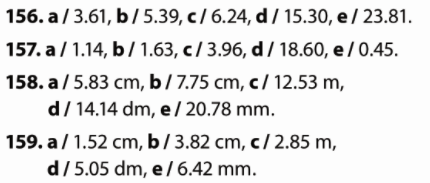 156. a / 3.61, b / 5.39, c / 6.24, d / 15.30, e / 23.81.
157. a / 1.14, b / 1.63, c / 3.96, d / 18.60, e / 0.45.
158. a / 5.83 cm, b / 7.75 cm, c / 12.53 m,
d / 14.14 dm, e / 20.78 mm.
159. a / 1.52 cm, b / 3.82 cm, c / 2.85 m,
d / 5.05 dm, e / 6.42 mm.